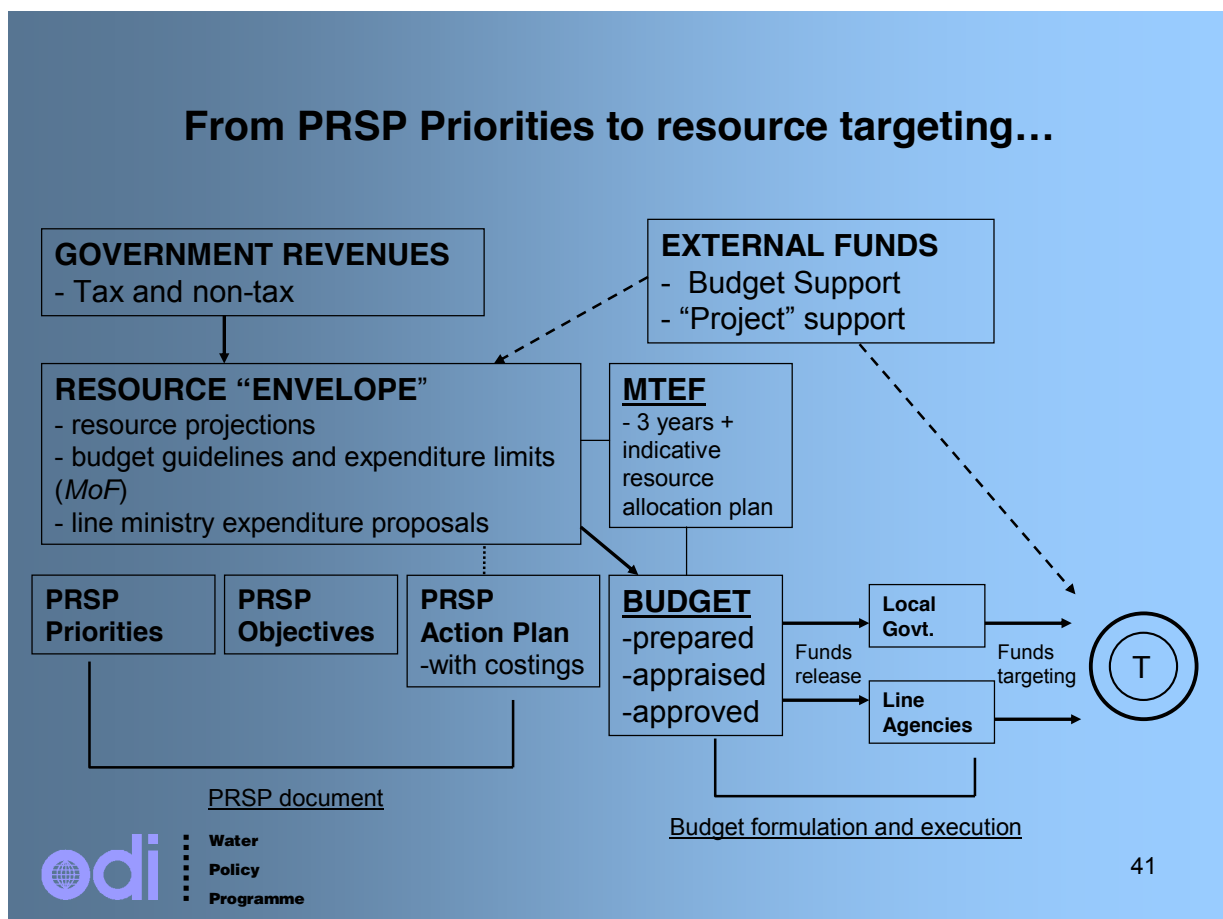 From PRSP Priorities to resource targeting…
GOVERNMENT REVENUES
- Tax and non-tax
EXTERNAL FUNDS
- Budget Support
- “Project” support
RESOURCE “ENVELOPE”
- resource projections
- budget guidelines and expenditure limits
(MoF)
- line ministry expenditure proposals
MTEF
- 3 years +
indicative
resource
allocation plan
PRSP
Priorities
PRSP
Objectives
PRSP
Action Plan
-with costings
BUDGET
-prepared
-appraised
-approved
Funds
release
Local
Govt.
Line
Agencies
Funds
targeting
T
PRSP document
Budget formulation and execution
odi
Water
Policy
Programme
41